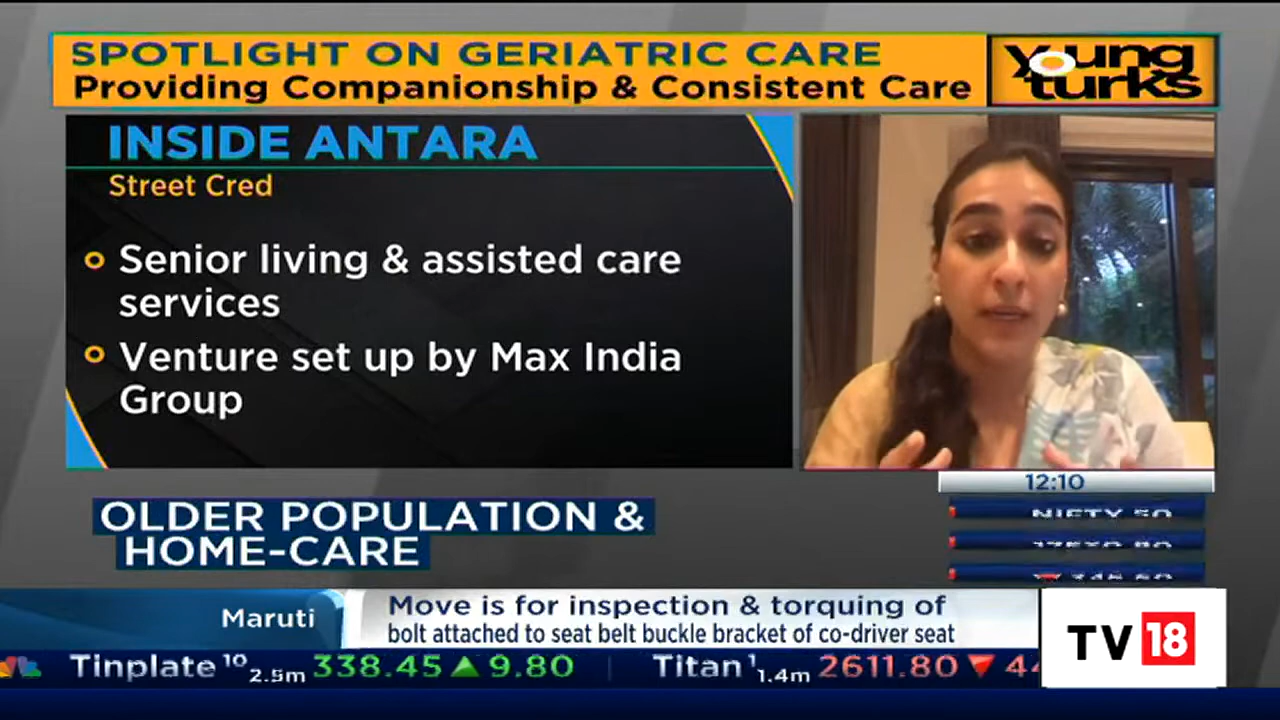 SPOTLIGHT ON GERIATRIC CARE
Providing Companionship & Consistent Care
young
turks
INSIDE ANTARA
Street Cred
Senior living & assisted care
services
Venture set up by Max India
Group
12:10
NIFTY 50
OLDER POPULATION &
HOME-CARE
Maruti
Move is for inspection & torquing of
bolt attached to seat belt buckle bracket of co-driver seat
TV18
Tinplate 10 2.5m 338.45 ▲ 9.80 Titan 1 1.4m 2611.80 ▼